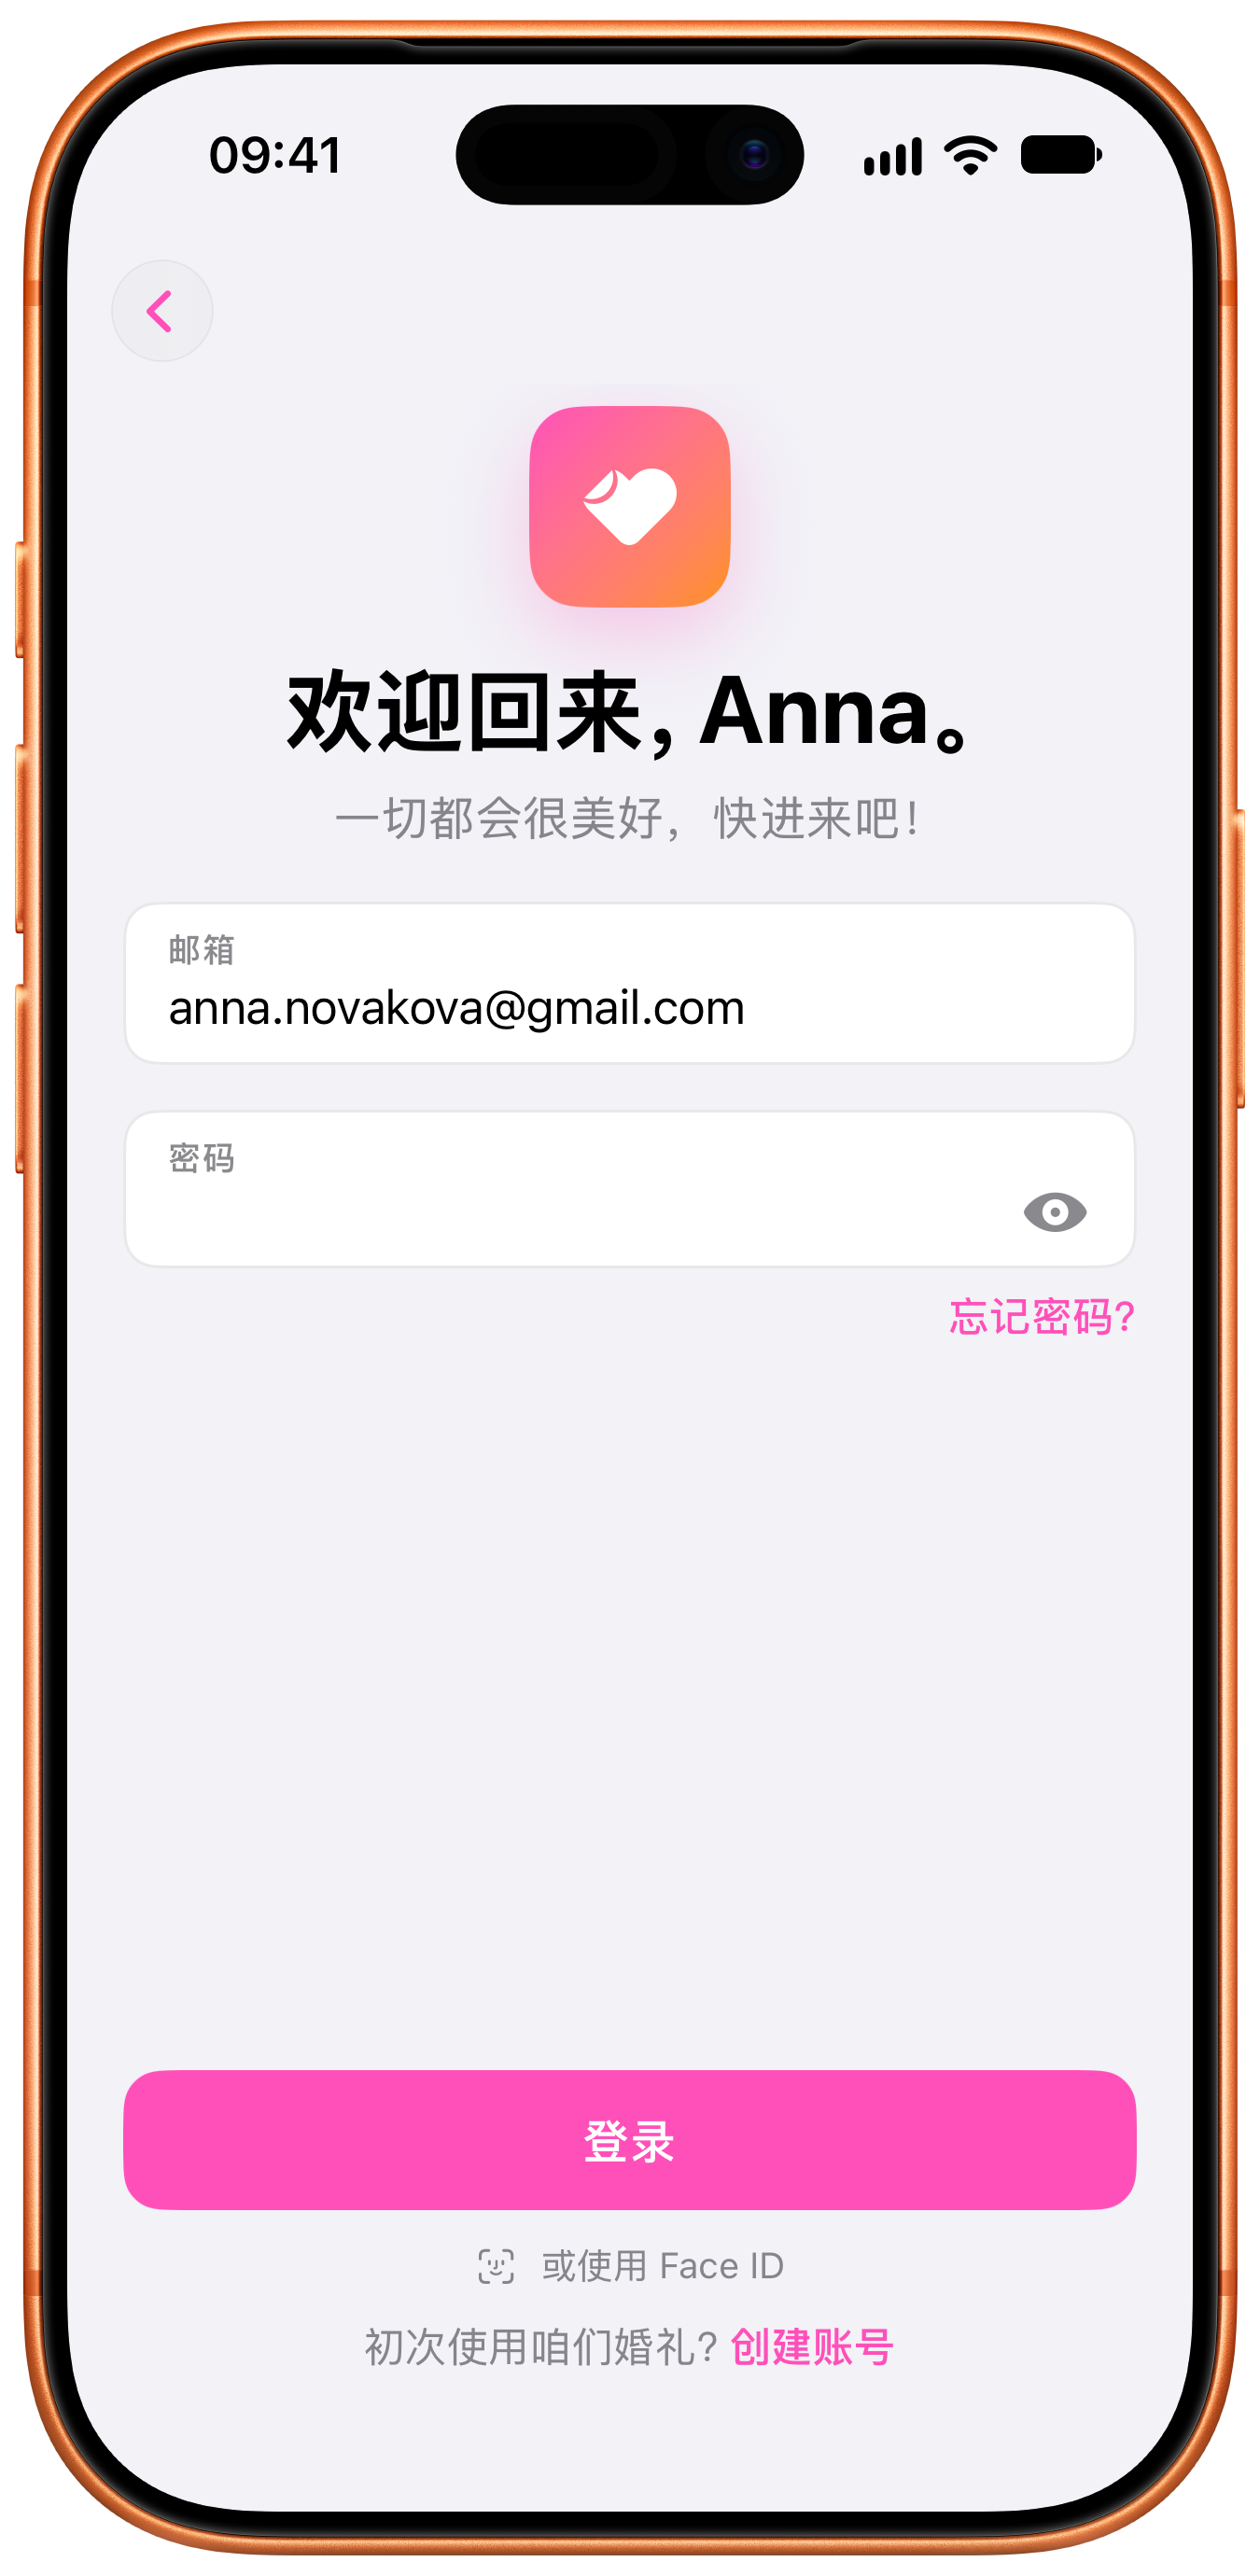 09:41
欢迎回来, Anna。
一切都会很美好，快进来吧！
邮箱
anna.novakova@gmail.com
密码
忘记密码?
登录
或使用 Face ID
初次使用咱们婚礼? 创建账号